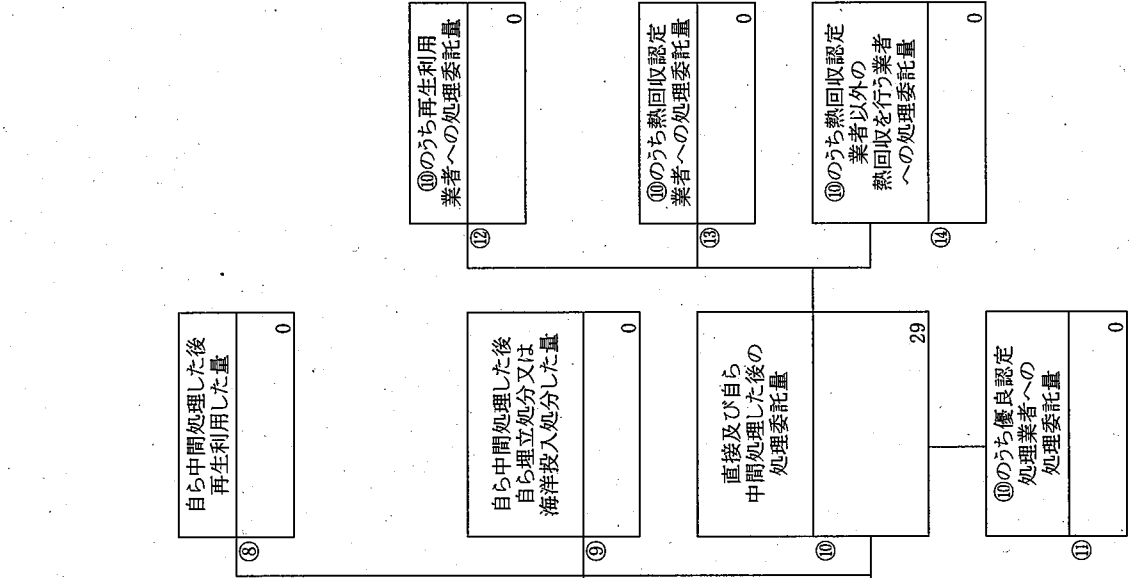 ⑧
自ら中間処理した後
再生利用した量
0
⑨
自ら中間処理した後
自ら埋立処分又は
海洋投入処分した量
0
⑩
直接及び自ら
中間処理した後の
処理委託量
29
⑪
⑩のうち優良認定
処理業者への
処理委託量
0
⑫
⑩のうち再生利用
業者への処理委託量
0
⑬
⑩のうち熱回収認定
業者への処理委託量
0
⑭
⑩のうち熱回収認定
業者以外の
熱回収を行う業者
への処理委託量
0